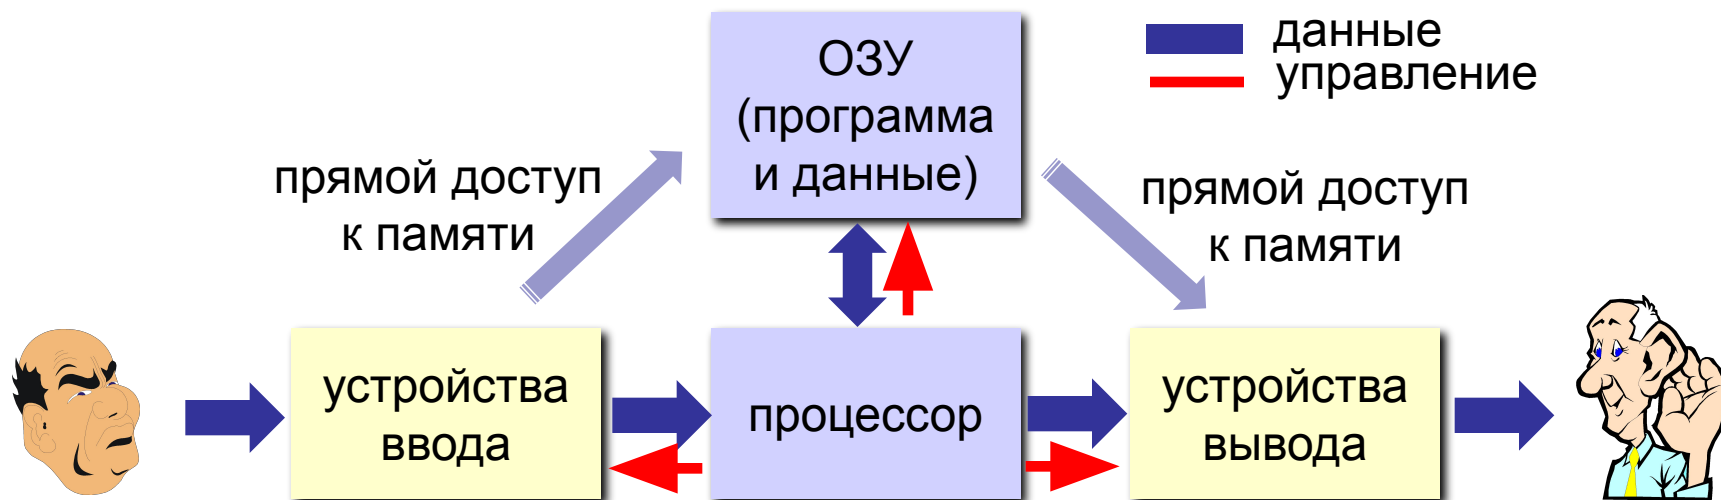 ОЗУ
(программа
и данные)
данные
управление
прямой доступ
к памяти
прямой доступ
к памяти
устройства
ввода
процессор
устройства
вывода